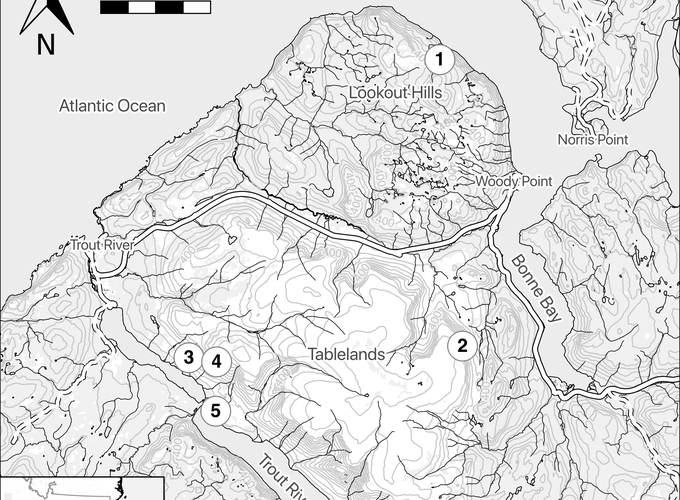 N
1
Lookout Hills
Atlantic Ocean
Norris Point
Woody Point
Trout River
Bonne Bay
2
3
4
Tablelands
5
Trout Riv